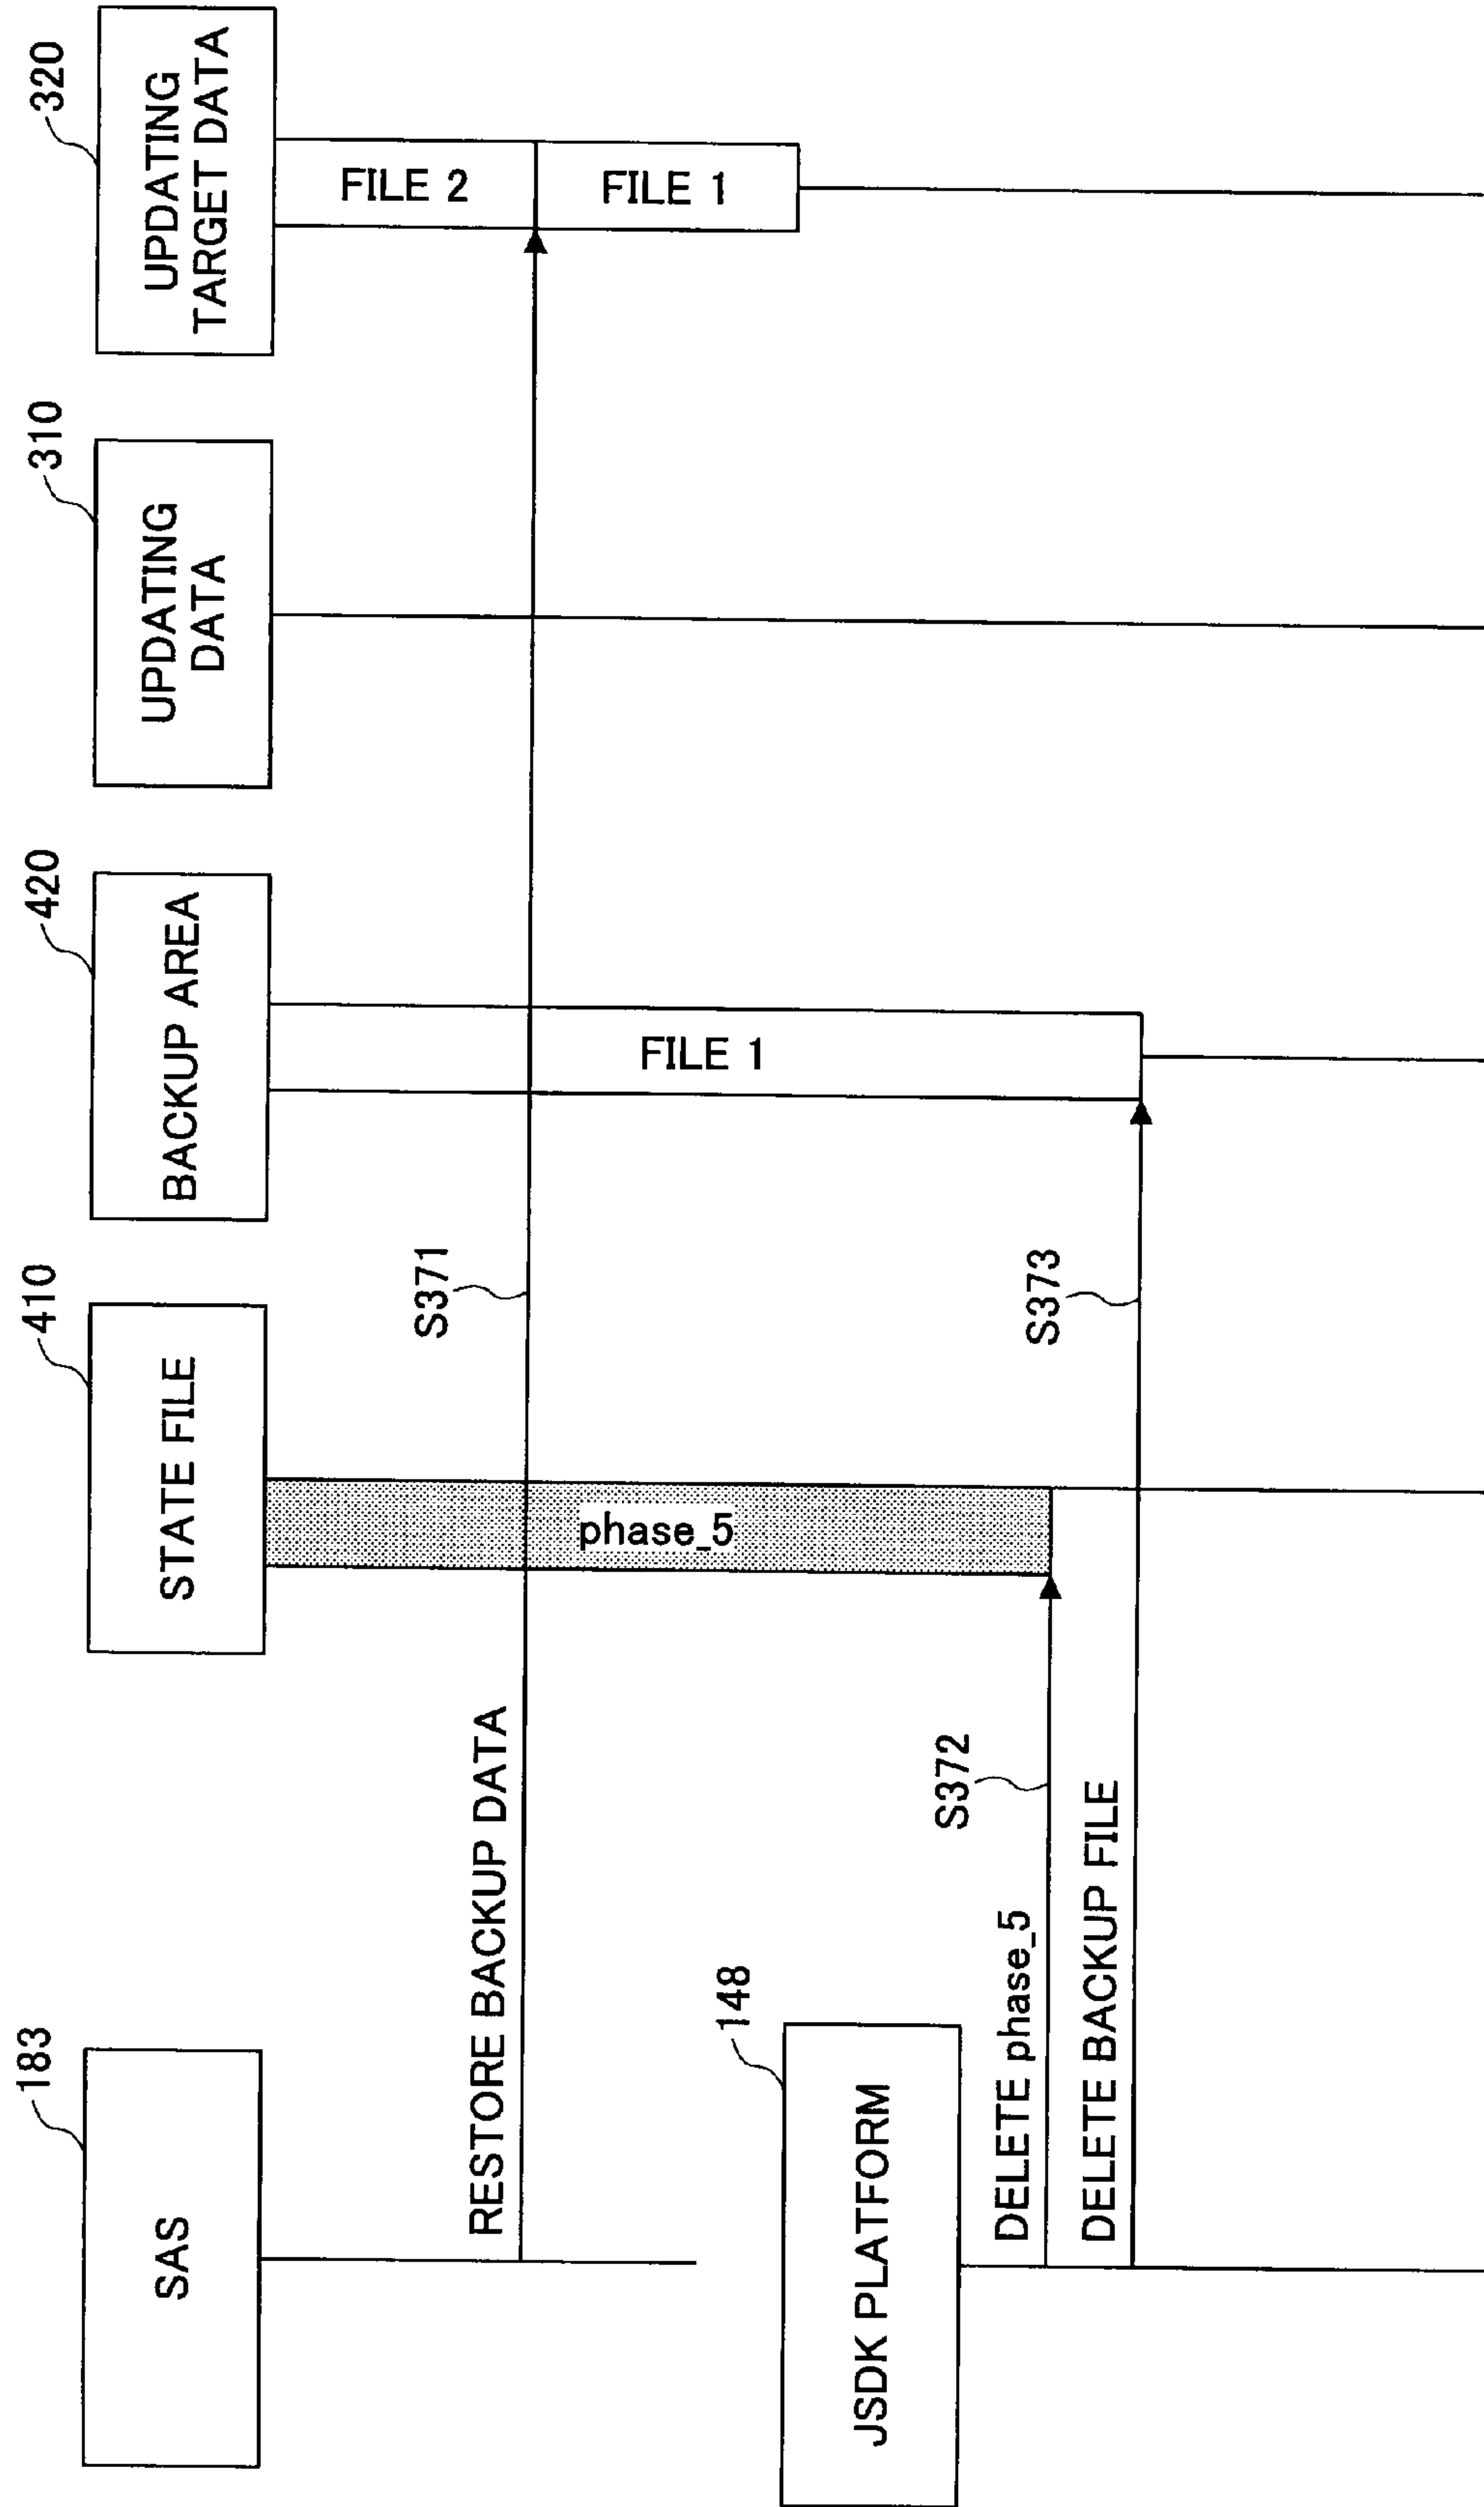 183
SAS
410
STATE FILE
420
BACKUP AREA
310
UPDATING
DATA
320
UPDATING
TARGET DATA
RESTORE BACKUP DATA
S371
phase_5
FILE 1
FILE 2
FILE 1
148
JSDK PLATFORM
DELETE phase_5
S372
DELETE BACKUP FILE
S373